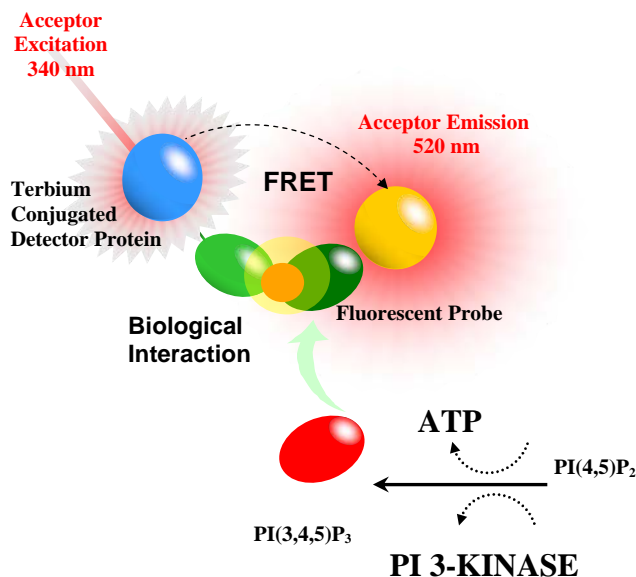 Acceptor
Excitation
340 nm
Acceptor Emission
520 nm
FRET
Terbium
Conjugated
Detector Protein
Fluorescent Probe
Biological
Interaction
ATP
PI(4,5)P₂
PI(3,4,5)P₃
PI 3-KINASE